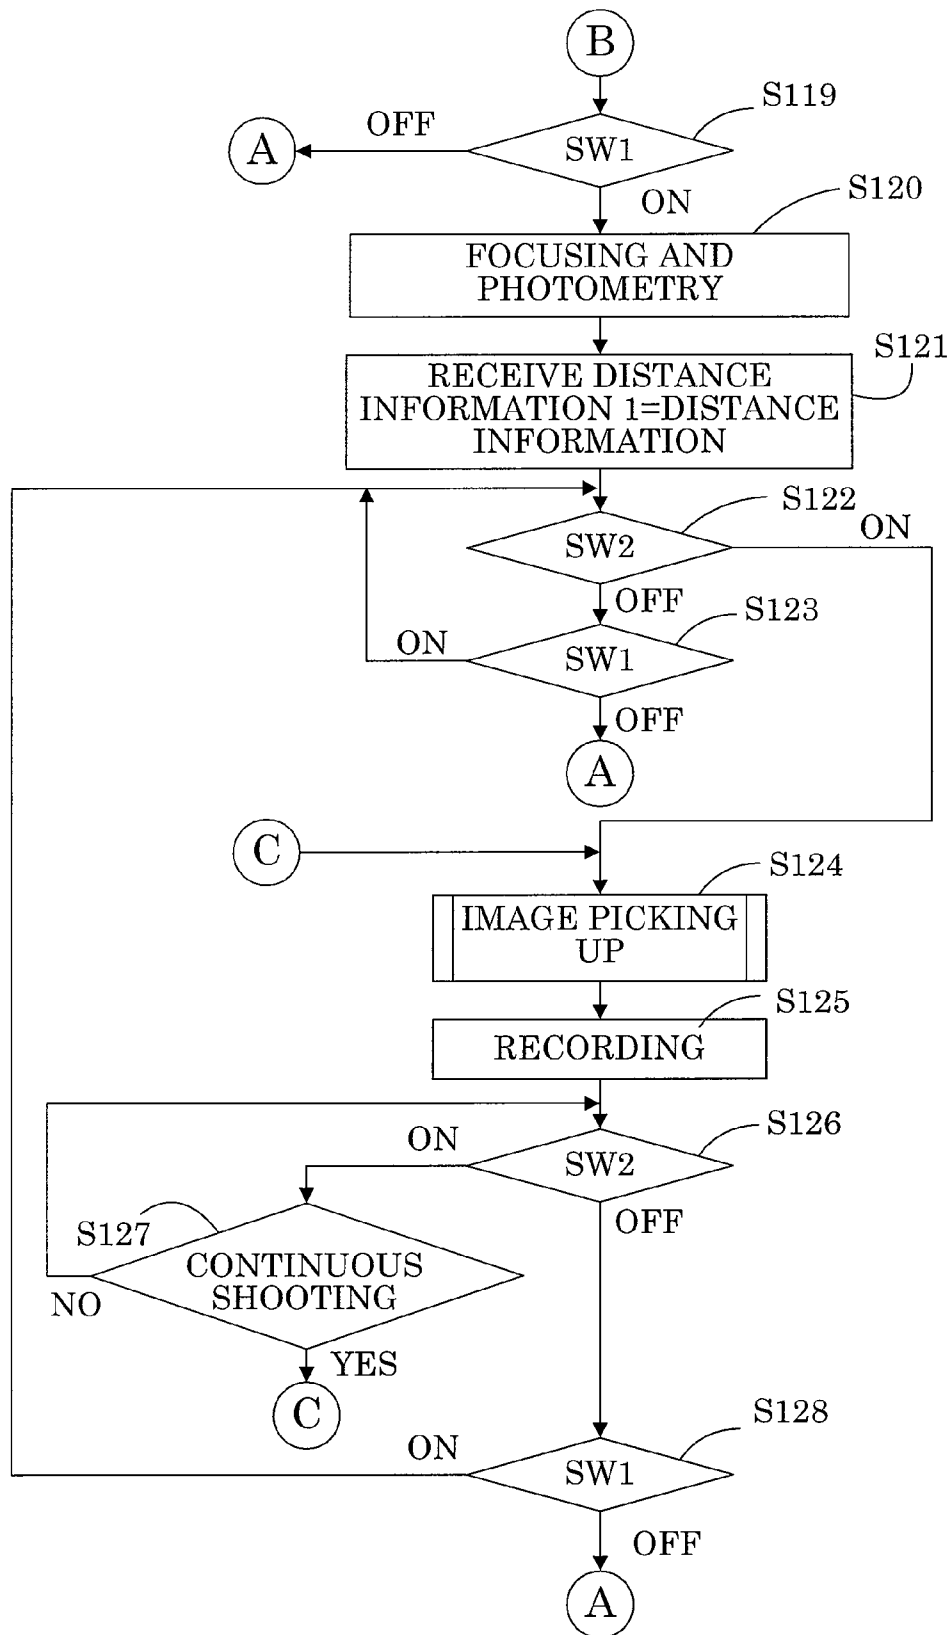 B
S119
OFF
A
SW1
ON
S120
FOCUSING AND
PHOTOMETRY
S121
RECEIVE DISTANCE
INFORMATION 1=DISTANCE
INFORMATION
S122
ON
SW2
OFF
S123
ON
SW1
OFF
A
C
S124
IMAGE PICKING
UP
S125
RECORDING
S126
ON
SW2
OFF
S127
CONTINUOUS
SHOOTING
NO
YES
C
S128
ON
SW1
OFF
A